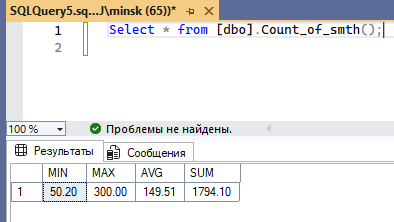 SQLQuery5.sq...J\minsk (65))*
1 Select * from [dbo].Count_of_smth();
2
100 %
Проблемы не найдены.
Результаты Сообщения
MIN MAX AVG SUM
1 50.20 300.00 149.51 1794.10